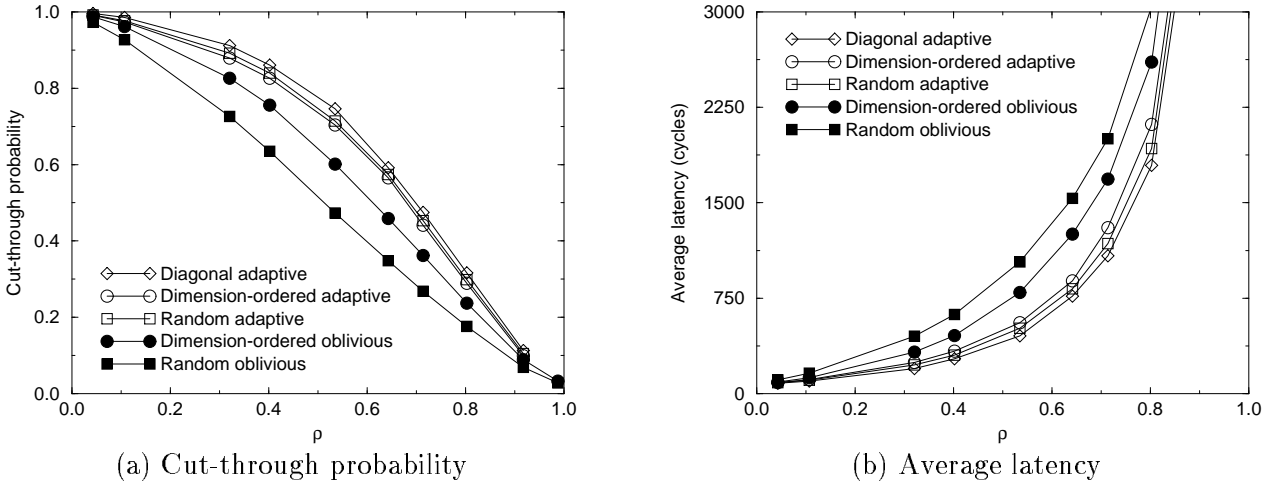 1.0
0.8
0.6
0.4
0.2
0.0
Cut-through probability
Diagonal adaptive
Dimension-ordered adaptive
Random adaptive
Dimension-ordered oblivious
Random oblivious
0.0 0.2 0.4 0.6 0.8 1.0
ρ
(a) Cut-through probability
3000
2250
1500
750
0
Average latency (cycles)
Diagonal adaptive
Dimension-ordered adaptive
Random adaptive
Dimension-ordered oblivious
Random oblivious
0.0 0.2 0.4 0.6 0.8 1.0
ρ
(b) Average latency